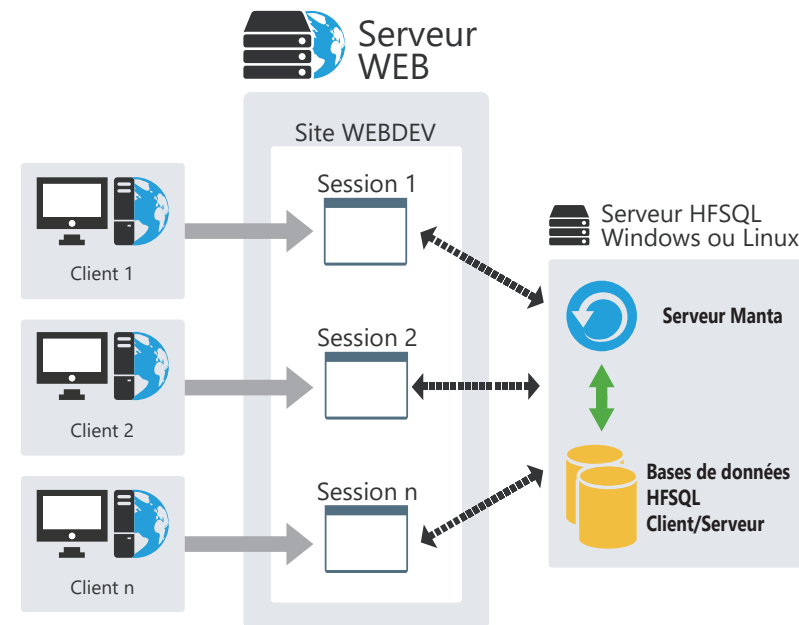 Serveur
WEB
Site WEBDEV
Session 1
Client 1
Session 2
Client 2
Session n
Client n
Serveur HFSQL
Windows ou Linux
Serveur Manta
Bases de données
HFSQL
Client/Serveur